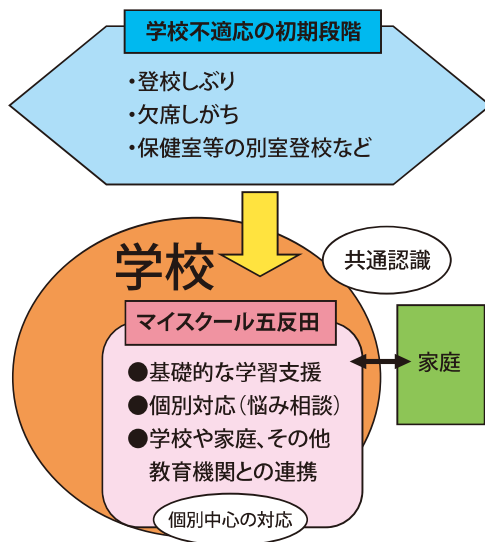 学校不適応の初期段階
・登校しぶり
・欠席しがち
・保健室等の別室登校など
学校
共通認識
マイスクール五反田
●基礎的な学習支援
●個別対応（悩み相談）
●学校や家庭、その他
教育機関との連携
家庭
個別中心の対応